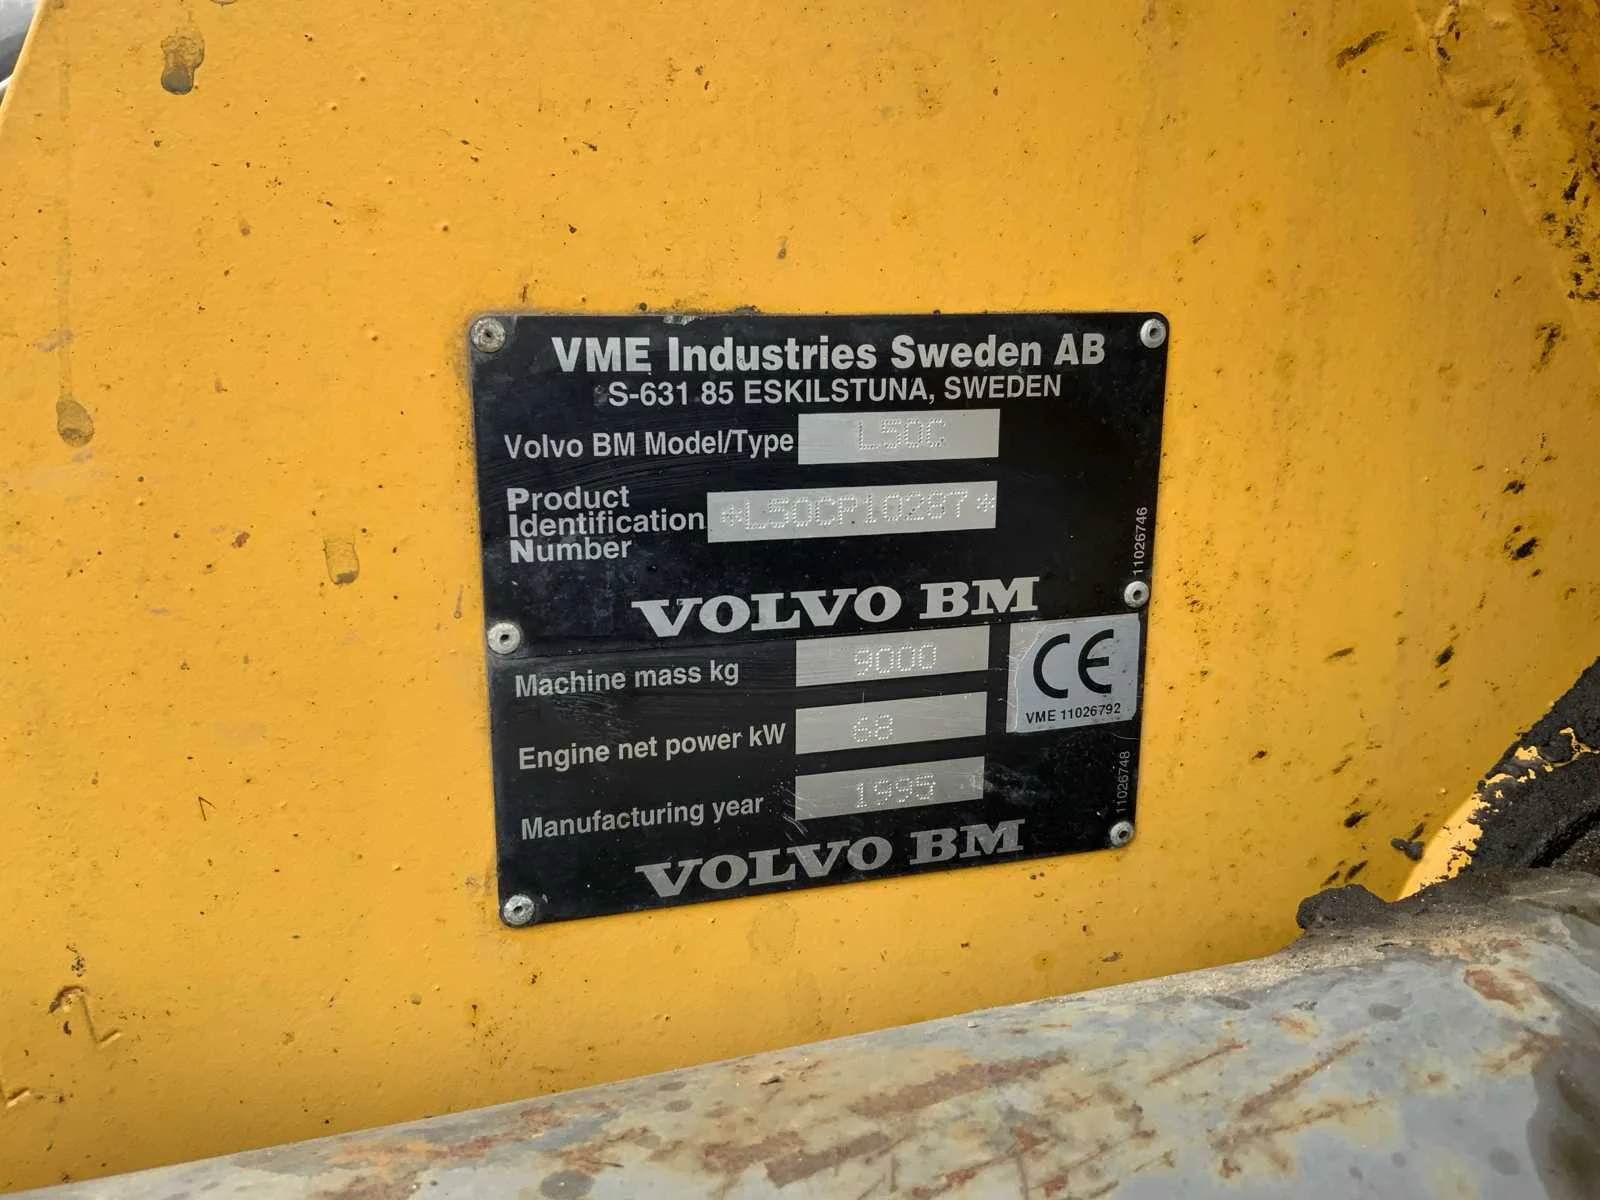 VME Industries Sweden AB
S-631 85 ESKILSTUNA, SWEDEN
Volvo BM Model/Type L50C
Product
Identification *L50CP10287*
Number
11026746
VOLVO BM
Machine mass kg 9000
CE
VME 11026792
Engine net power kW 68
Manufacturing year 1995
11026748
VOLVO BM